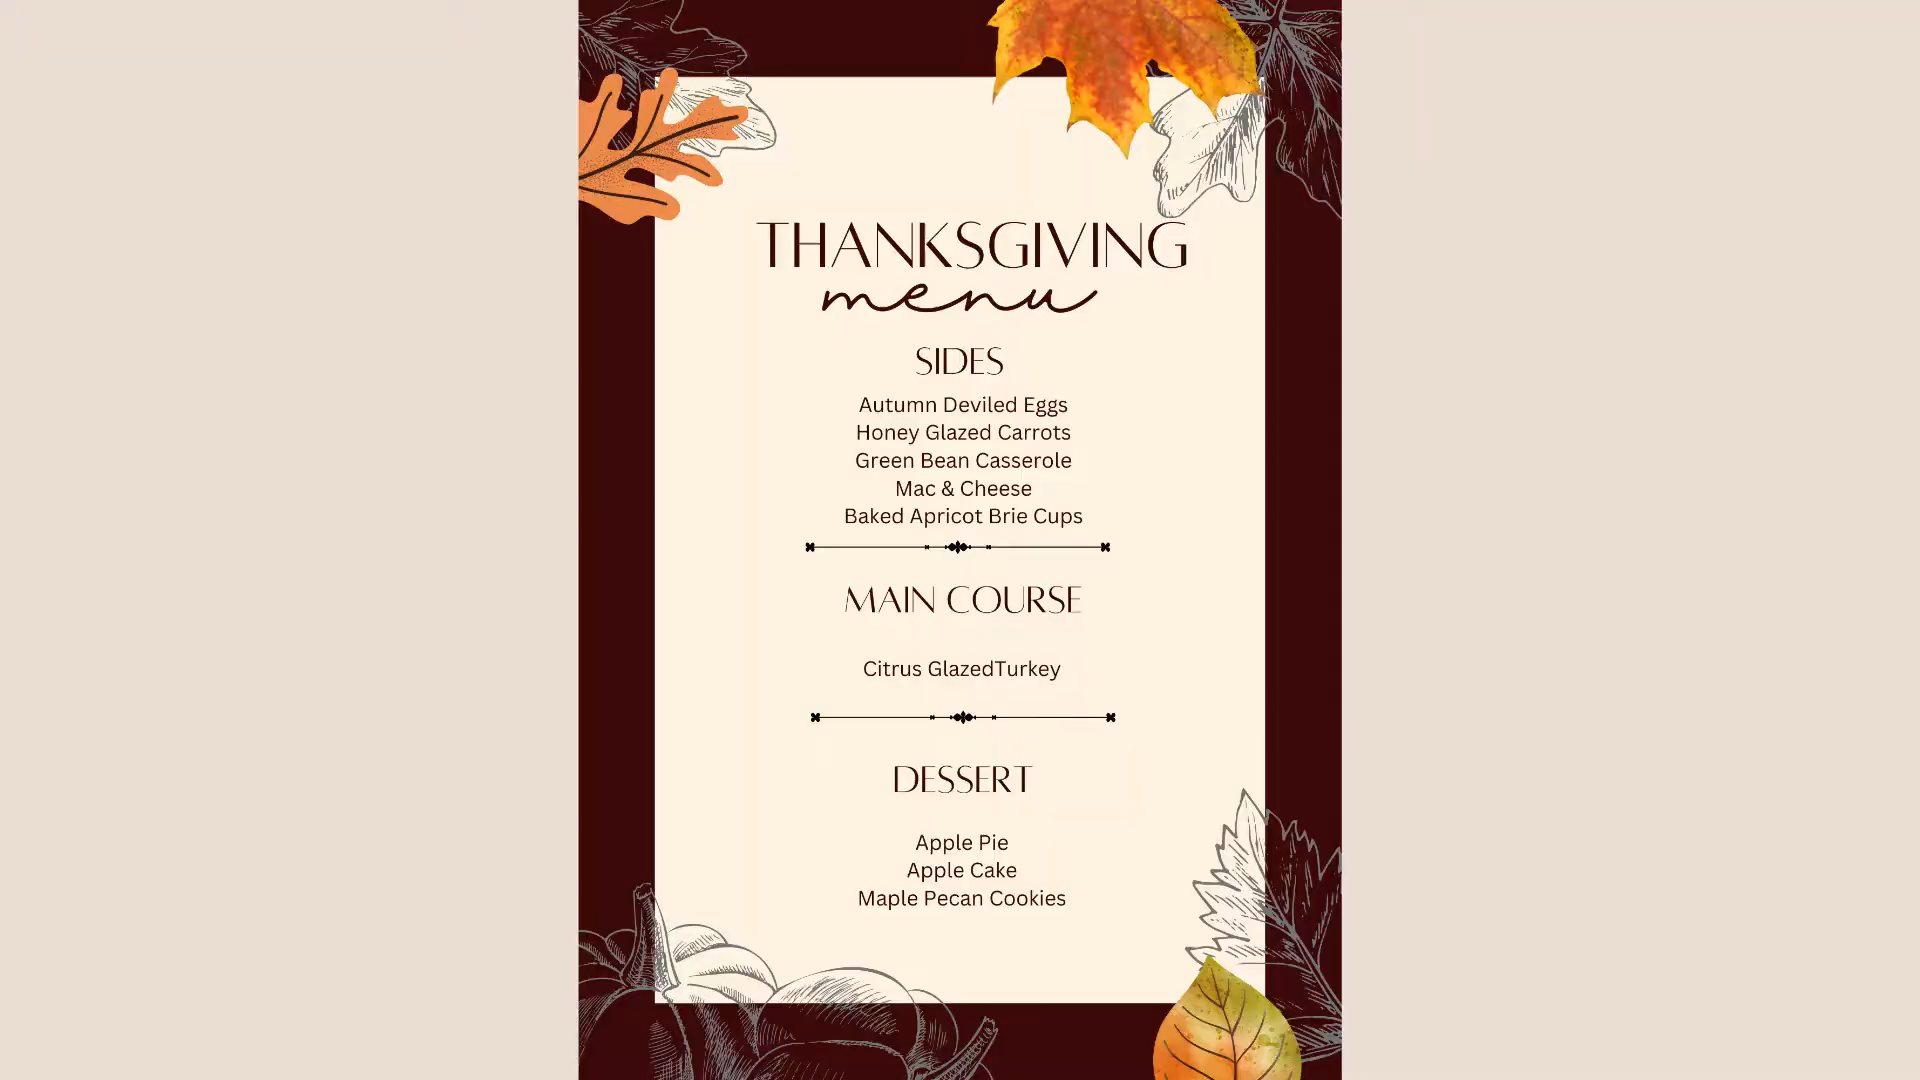 THANKSGIVING
menu
SIDES
Autumn Deviled Eggs
Honey Glazed Carrots
Green Bean Casserole
Mac & Cheese
Baked Apricot Brie Cups
MAIN COURSE
Citrus GlazedTurkey
DESSERT
Apple Pie
Apple Cake
Maple Pecan Cookies